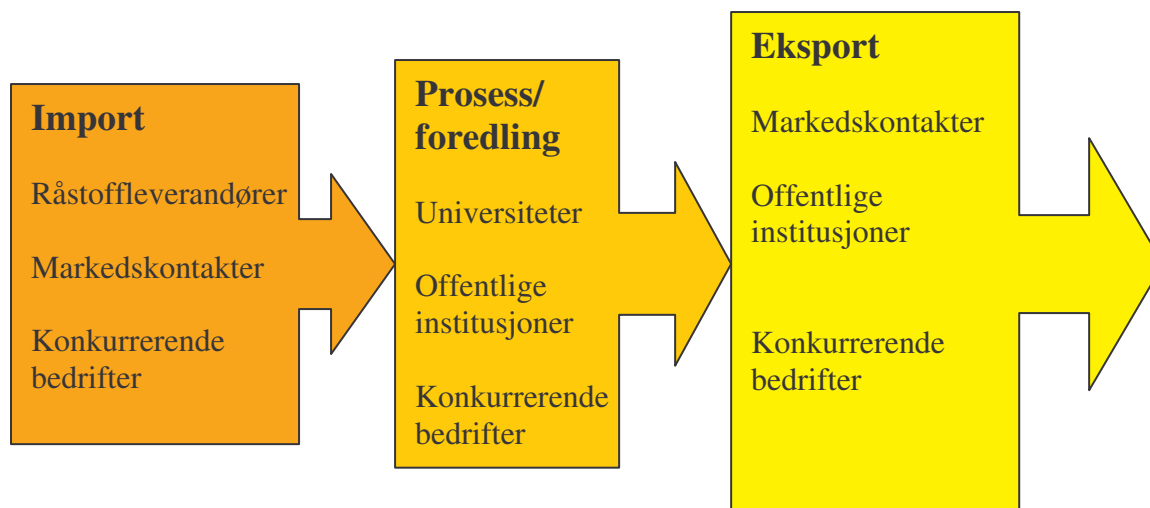 Import
Råstoffleverandører
Markedskontakter
Konkurrerende
bedrifter
Prosess/
foredling
Universiteter
Offentlige
institusjoner
Konkurrerende
bedrifter
Eksport
Markedskontakter
Offentlige
institusjoner
Konkurrerende
bedrifter